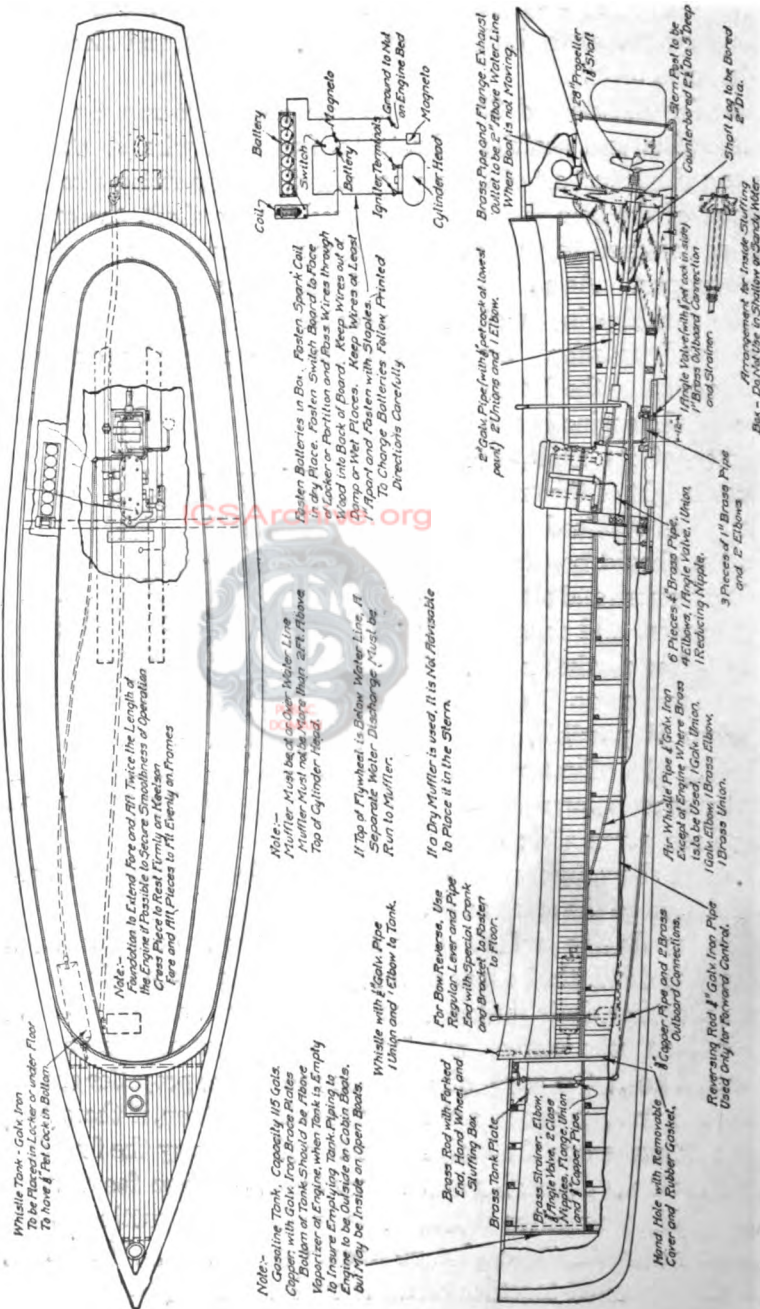 Whistle Tank - Galv. Iron
To be Placed in Locker or under Floor
To have Pet Cock in Bottom.
Note:-
Foundation to Extend Fore and Aft Twice the Length of
the Engine if Possible to Secure Smoothness of Operation
Cross Piece to Rest Firmly on Keelson
Fore and Aft Pieces to Fit Evenly on Frames
Coil
Battery
Switch
Magneto
Battery
Igniter Terminals
Ground to Nut
on Engine Bed
Magneto
Cylinder Head
Fasten Batteries in Box. Fasten Spark Coil
in dry Place. Fasten Switch Board to Face
of Locker or Partition and Pass Wires through
Wood into Back of Board. Keep Wires out of
Damp or Wet Places. Keep Wires at Least
1" Apart and Fasten with Staples.
To Charge Batteries Follow Printed
Directions Carefully
Note:-
Muffler Must be at or Over Water Line
Muffler Must not be More than 2 Ft. Above
Top of Cylinder Head.
If Top of Flywheel is Below Water Line, A
Separate Water Discharge Must be
Run to Muffler.
If a Dry Muffler is used, It is Not Advisable
to Place it in the Stern.
Note:-
Gasoline Tank, Capacity 115 Gals.
Copper, with Galv. Iron Brace Plates
Bottom of Tank Should be Above
Vaporizer at Engine, when Tank is Empty
to Insure Emptying Tank. Piping to
Engine to be Outside on Cabin Boats,
but May be Inside on Open Boats.
Whistle with Galv. Pipe
1 Union and 1 Elbow to Tank.
For Bow Reverse, Use
Regular Lever and Pipe
End with Special Crank
and Bracket to Fasten
to Floor.
Brass Rod with Forked
End, Hand Wheel and
Stuffing Box
Brass Tank Plate
Brass Strainer, Elbow,
Angle Valve, 2 Close
Nipples, Flange, Union
and Copper Pipe
Hand Hole with Removable
Cover and Rubber Gasket.
Copper Pipe and 2 Brass
Outboard Connections.
Reversing Rod Galv. Iron Pipe
Used Only for Forward Control.
Air Whistle Pipe Galv. Iron
Except at Engine Where Brass
is to be Used, 1 Galv. Union,
1 Galv. Elbow, 1 Brass Elbow,
1 Brass Union.
6 Pieces Brass Pipe,
4 Elbows, 1 Angle Valve, 1 Union,
1 Reducing Nipple.
3 Pieces of 1" Brass Pipe
and 2 Elbows
2" Galv. Pipe (with petcock at lowest
point) 2 Unions and 1 Elbow.
Brass Pipe and Flange. Exhaust
Outlet to be 2" Above Water Line
When Boat is not Moving.
28" Propeller
Shaft
Stern Post to be
Counterbored Dia. 5" Deep
Shaft Log to be Bored
2" Dia.
1 Angle Valve (with pet cock in side)
1" Brass Outboard Connection
and Strainer
Arrangement for Inside Stuffing
Box - Do Not Use in Shallow or Sandy Water
ICSArchive.org
PUBLIC
DOMAIN